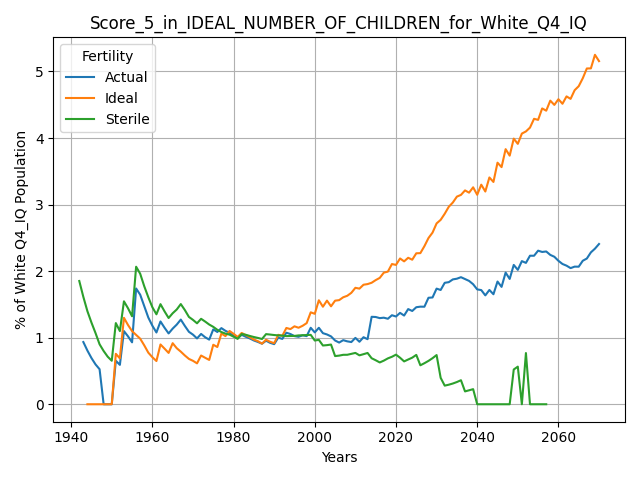 Score_5_in_IDEAL_NUMBER_OF_CHILDREN_for_White_Q4_IQ
Fertility
Actual
Ideal
Sterile
% of White Q4_IQ Population
5
4
3
2
1
0
1940 1960 1980 2000 2020 2040 2060
Years